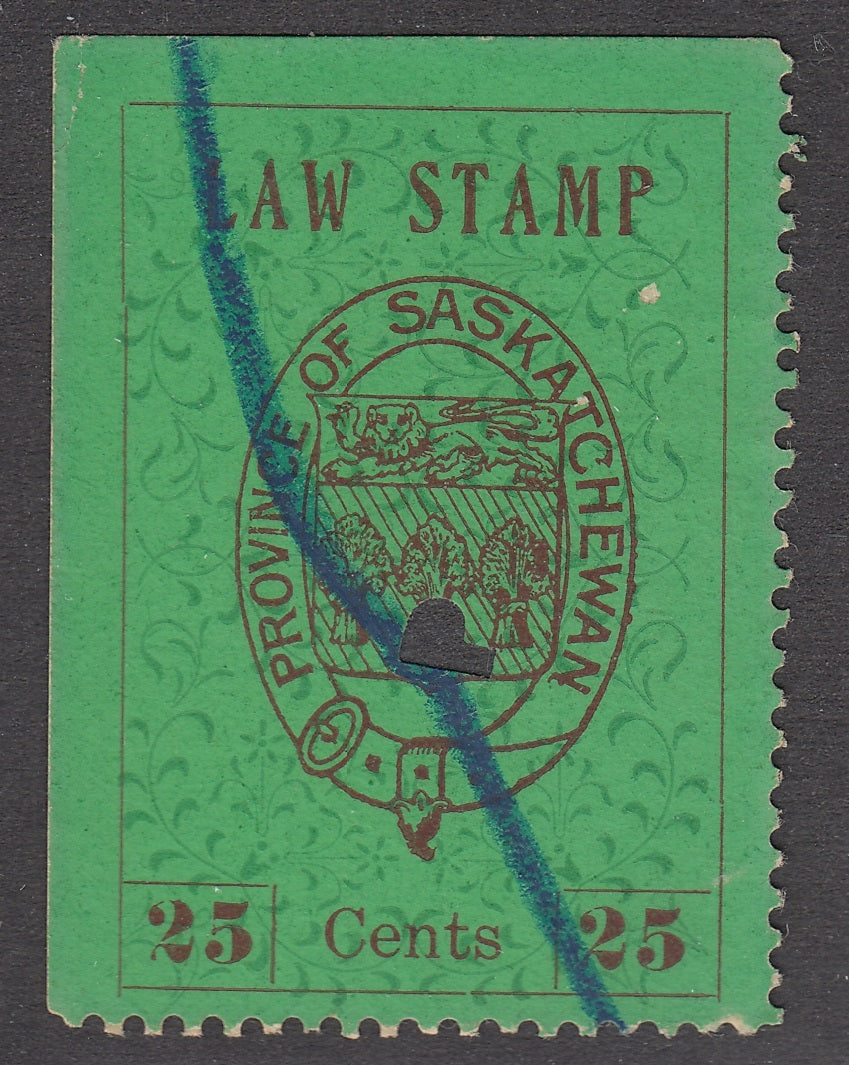 LAW STAMP
PROVINCE OF SASKATCHEWAN
25 Cents 25